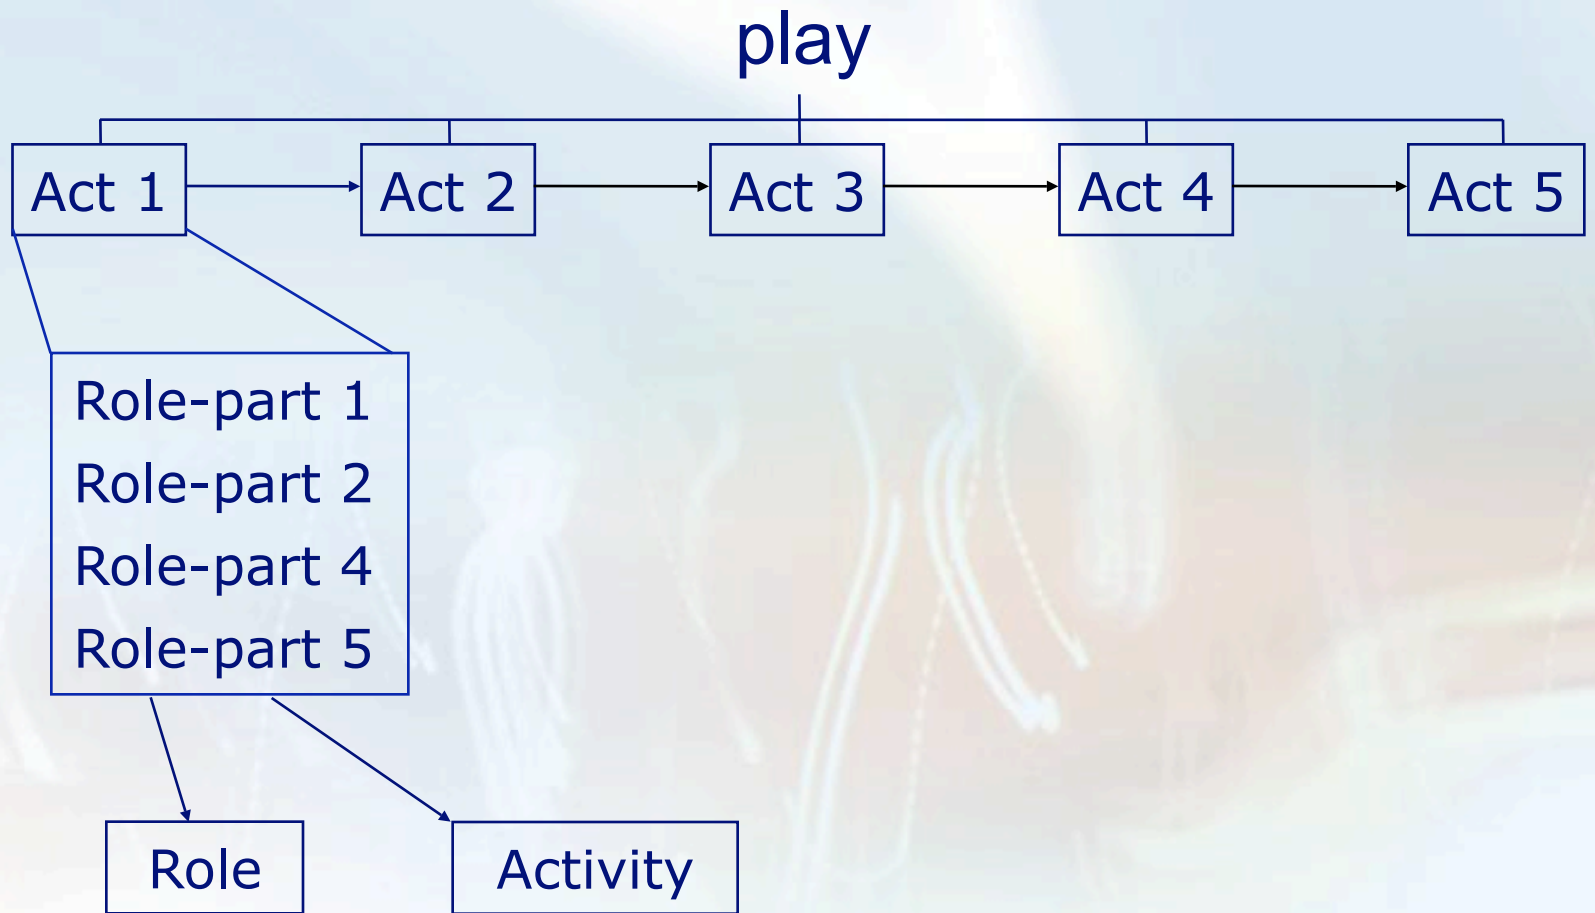 play
Act 1
Act 2
Act 3
Act 4
Act 5
Role-part 1
Role-part 2
Role-part 4
Role-part 5
Role
Activity